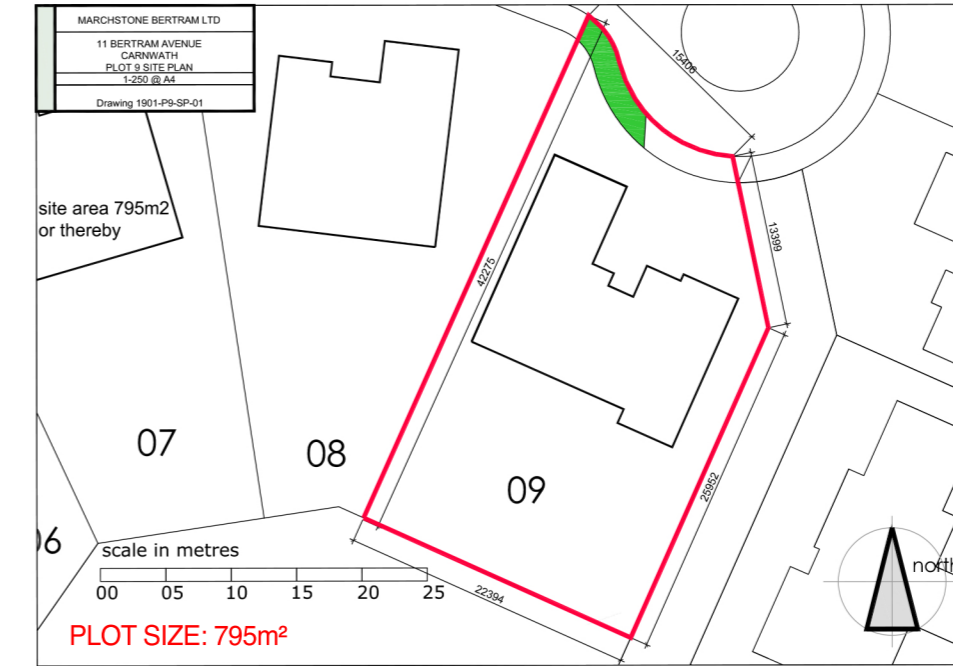 MARCHSTONE BERTRAM LTD
11 BERTRAM AVENUE
CARNWATH
PLOT 9 SITE PLAN
1-250 @ A4
Drawing 1901-P9-SP-01
15406
site area 795m2
or thereby
13399
42275
07
08
09
06
25952
22394
scale in metres
00 05 10 15 20 25
north
PLOT SIZE: 795m²